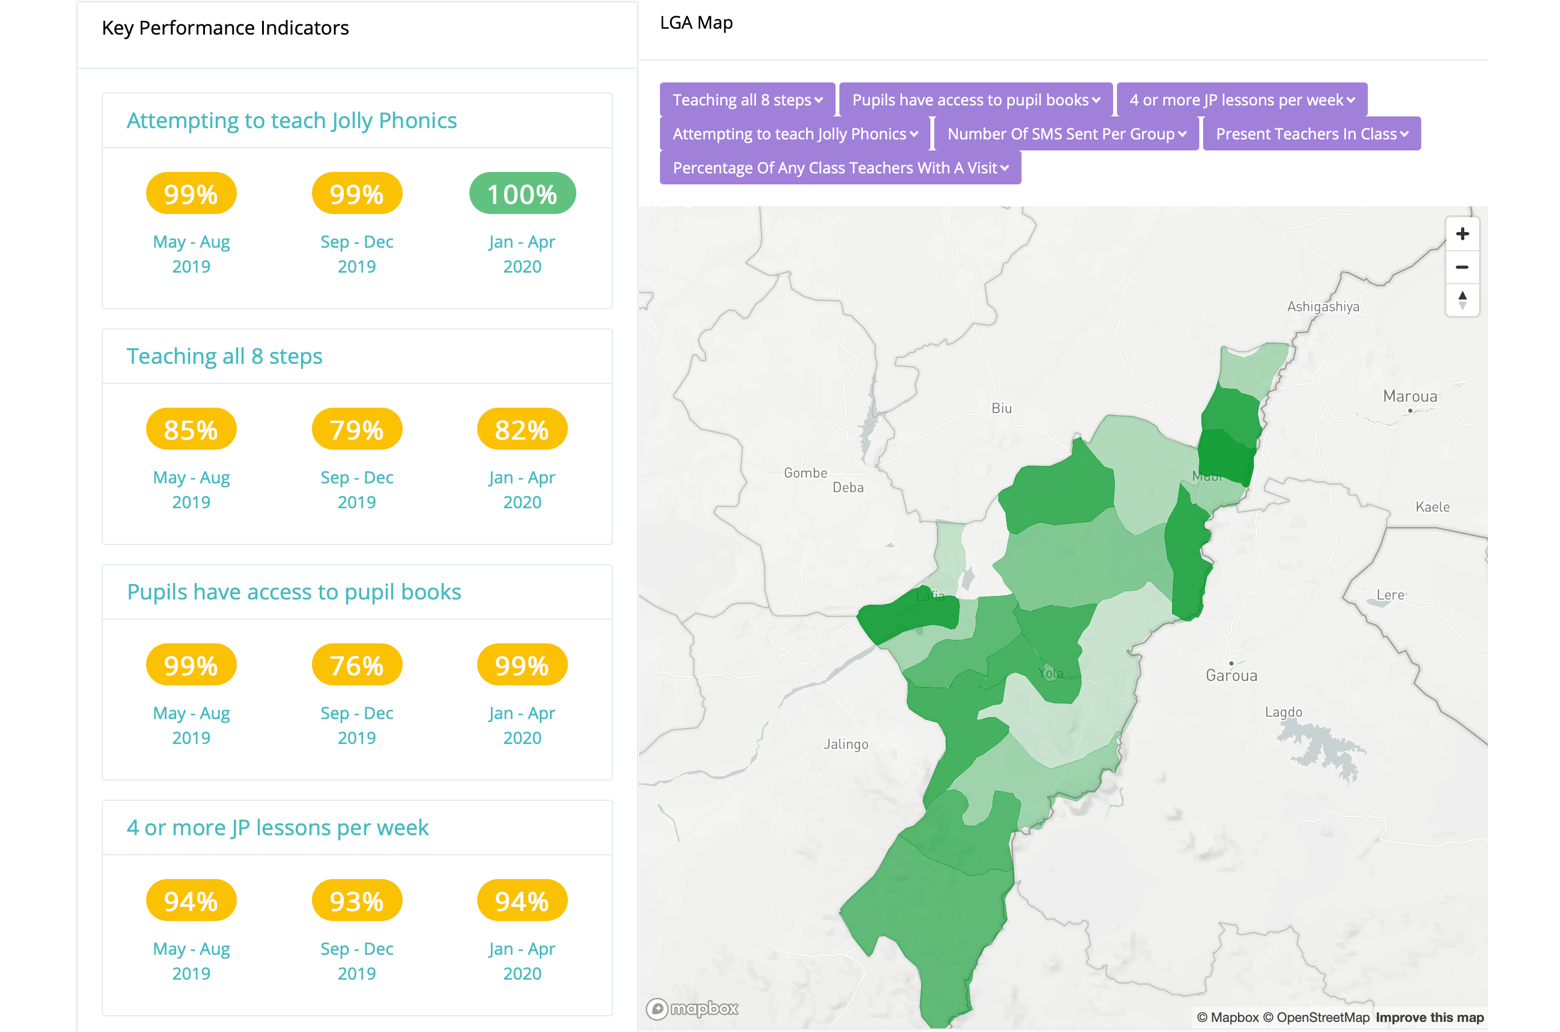 Key Performance Indicators
Attempting to teach Jolly Phonics
99% 99% 100%
May - Aug Sep - Dec Jan - Apr
2019 2019 2020
Teaching all 8 steps
85% 79% 82%
May - Aug Sep - Dec Jan - Apr
2019 2019 2020
Pupils have access to pupil books
99% 76% 99%
May - Aug Sep - Dec Jan - Apr
2019 2019 2020
4 or more JP lessons per week
94% 93% 94%
May - Aug Sep - Dec Jan - Apr
2019 2019 2020
LGA Map
Teaching all 8 steps Pupils have access to pupil books 4 or more JP lessons per week
Attempting to teach Jolly Phonics Number Of SMS Sent Per Group Present Teachers In Class
Percentage Of Any Class Teachers With A Visit
Ashigashiya
Maroua
Biu
Gombe
Deba
Mubi
Kaele
Lafia
Lere
Yola
Garoua
Lagdo
Jalingo
mapbox
© Mapbox © OpenStreetMap Improve this map